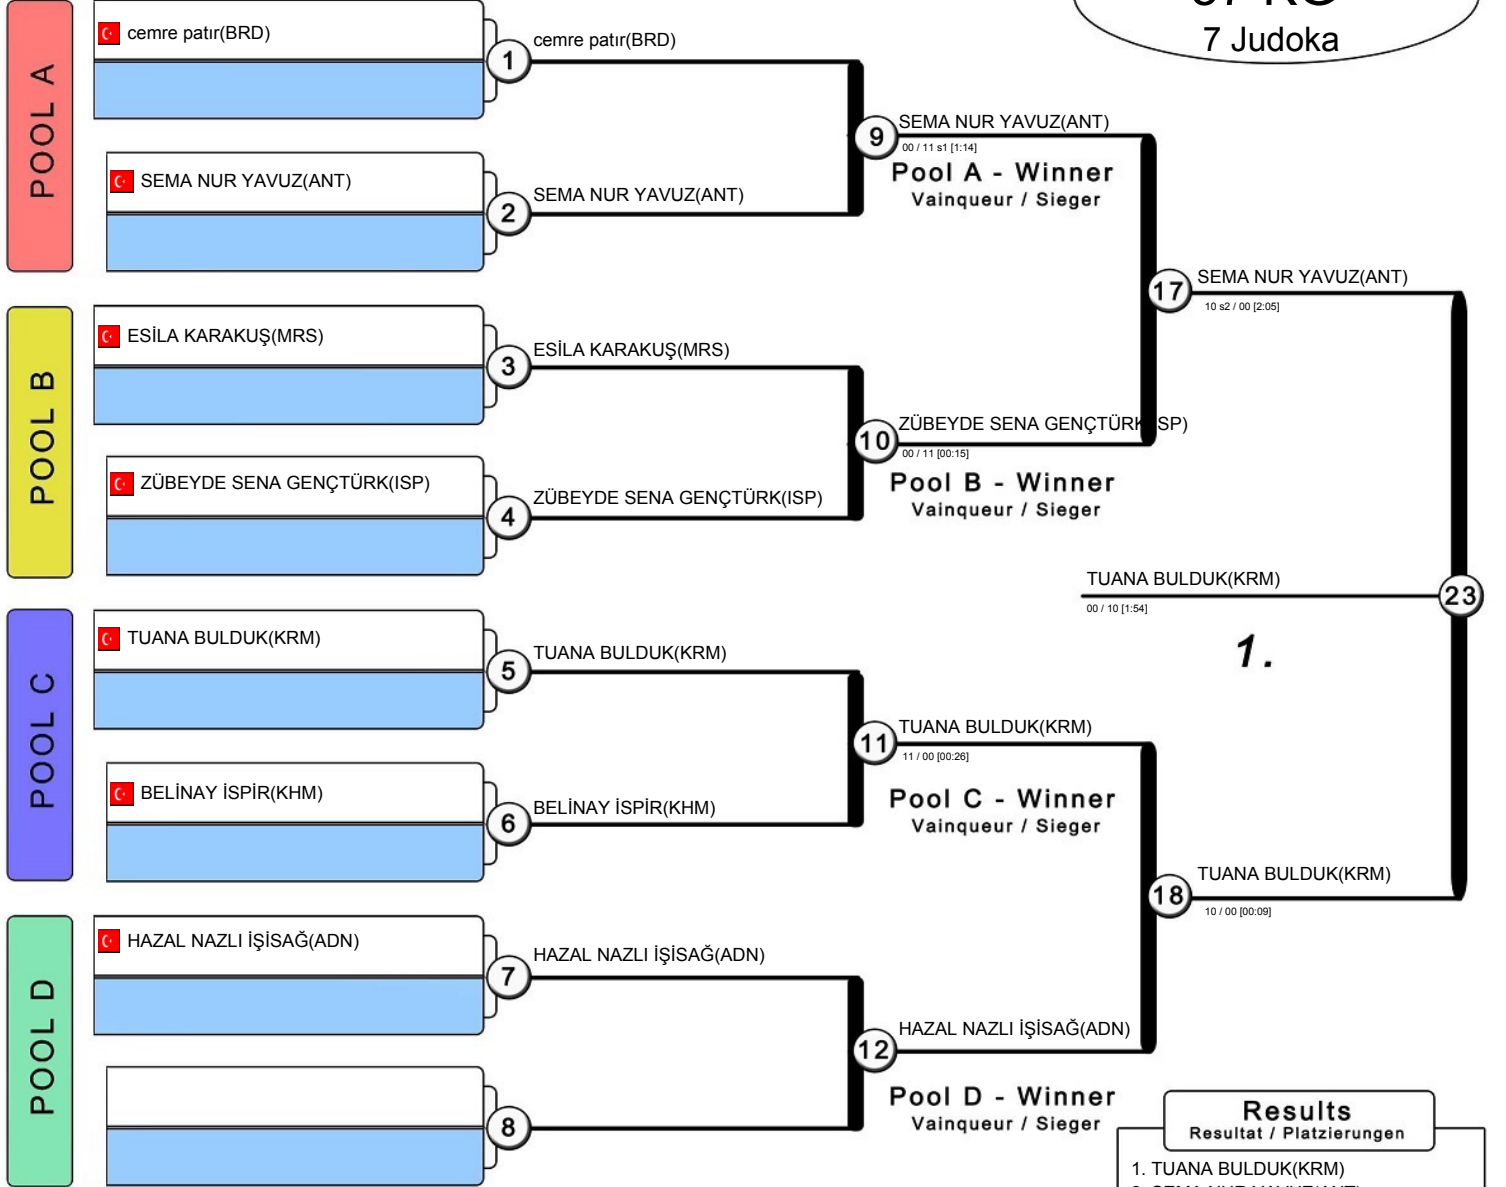 KG
7 Judoka
POOL A
cemre patır(BRD)
1
cemre patır(BRD)
SEMA NUR YAVUZ(ANT)
2
SEMA NUR YAVUZ(ANT)
9
SEMA NUR YAVUZ(ANT)
00 / 11 s1 [1:14]
Pool A - Winner
Vainqueur / Sieger
POOL B
ESİLA KARAKUŞ(MRS)
3
ESİLA KARAKUŞ(MRS)
ZÜBEYDE SENA GENÇTÜRK(ISP)
4
ZÜBEYDE SENA GENÇTÜRK(ISP)
10
ZÜBEYDE SENA GENÇTÜRK SP)
00 / 11 [00:15]
Pool B - Winner
Vainqueur / Sieger
17
SEMA NUR YAVUZ(ANT)
10 s2 / 00 [2:05]
POOL C
TUANA BULDUK(KRM)
5
TUANA BULDUK(KRM)
BELİNAY İSPİR(KHM)
6
BELİNAY İSPİR(KHM)
11
TUANA BULDUK(KRM)
11 / 00 [00:26]
Pool C - Winner
Vainqueur / Sieger
POOL D
HAZAL NAZLI İŞİSAĞ(ADN)
7
HAZAL NAZLI İŞİSAĞ(ADN)
8
12
HAZAL NAZLI İŞİSAĞ(ADN)
Pool D - Winner
Vainqueur / Sieger
18
TUANA BULDUK(KRM)
10 / 00 [00:09]
TUANA BULDUK(KRM)
23
00 / 10 [1:54]
1.
Results
Resultat / Platzierungen
1. TUANA BULDUK(KRM)